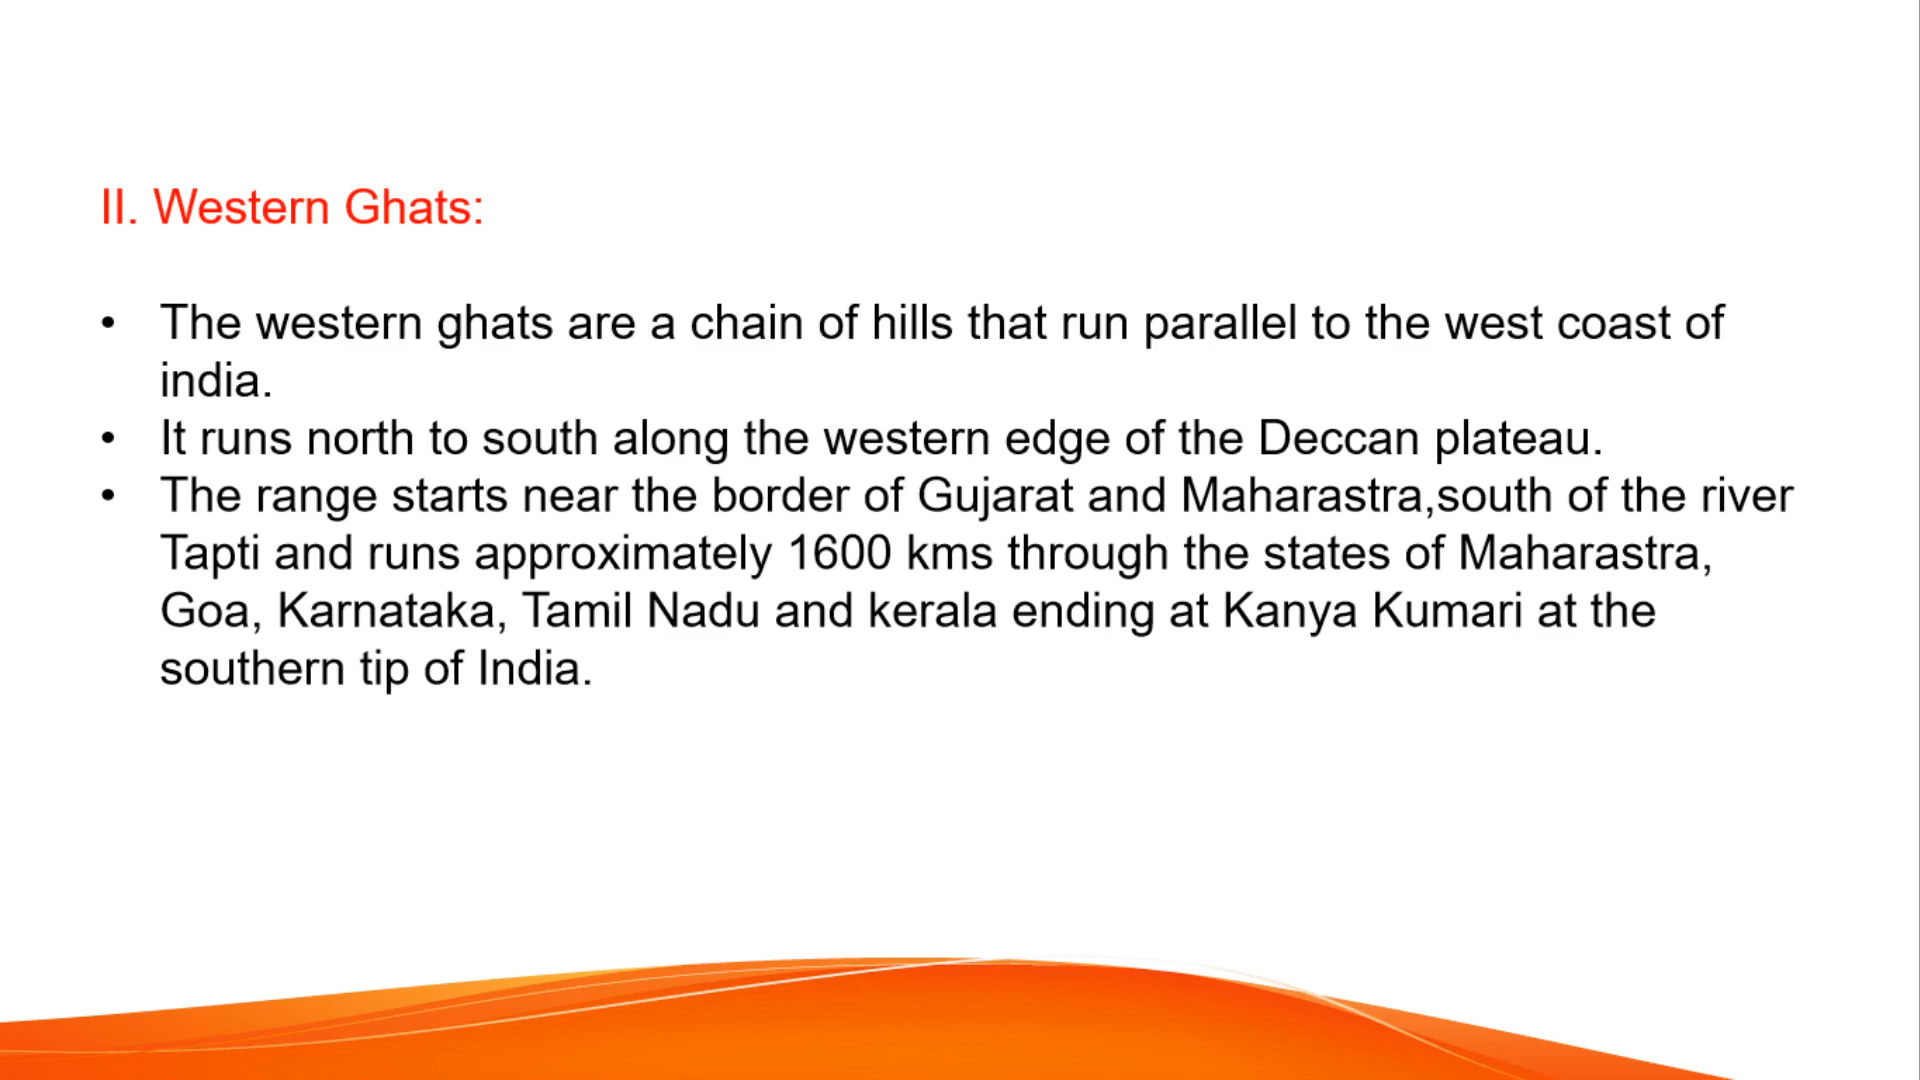 II. Western Ghats:
• The western ghats are a chain of hills that run parallel to the west coast of
india.
• It runs north to south along the western edge of the Deccan plateau.
• The range starts near the border of Gujarat and Maharastra,south of the river
Tapti and runs approximately 1600 kms through the states of Maharastra,
Goa, Karnataka, Tamil Nadu and kerala ending at Kanya Kumari at the
southern tip of India.